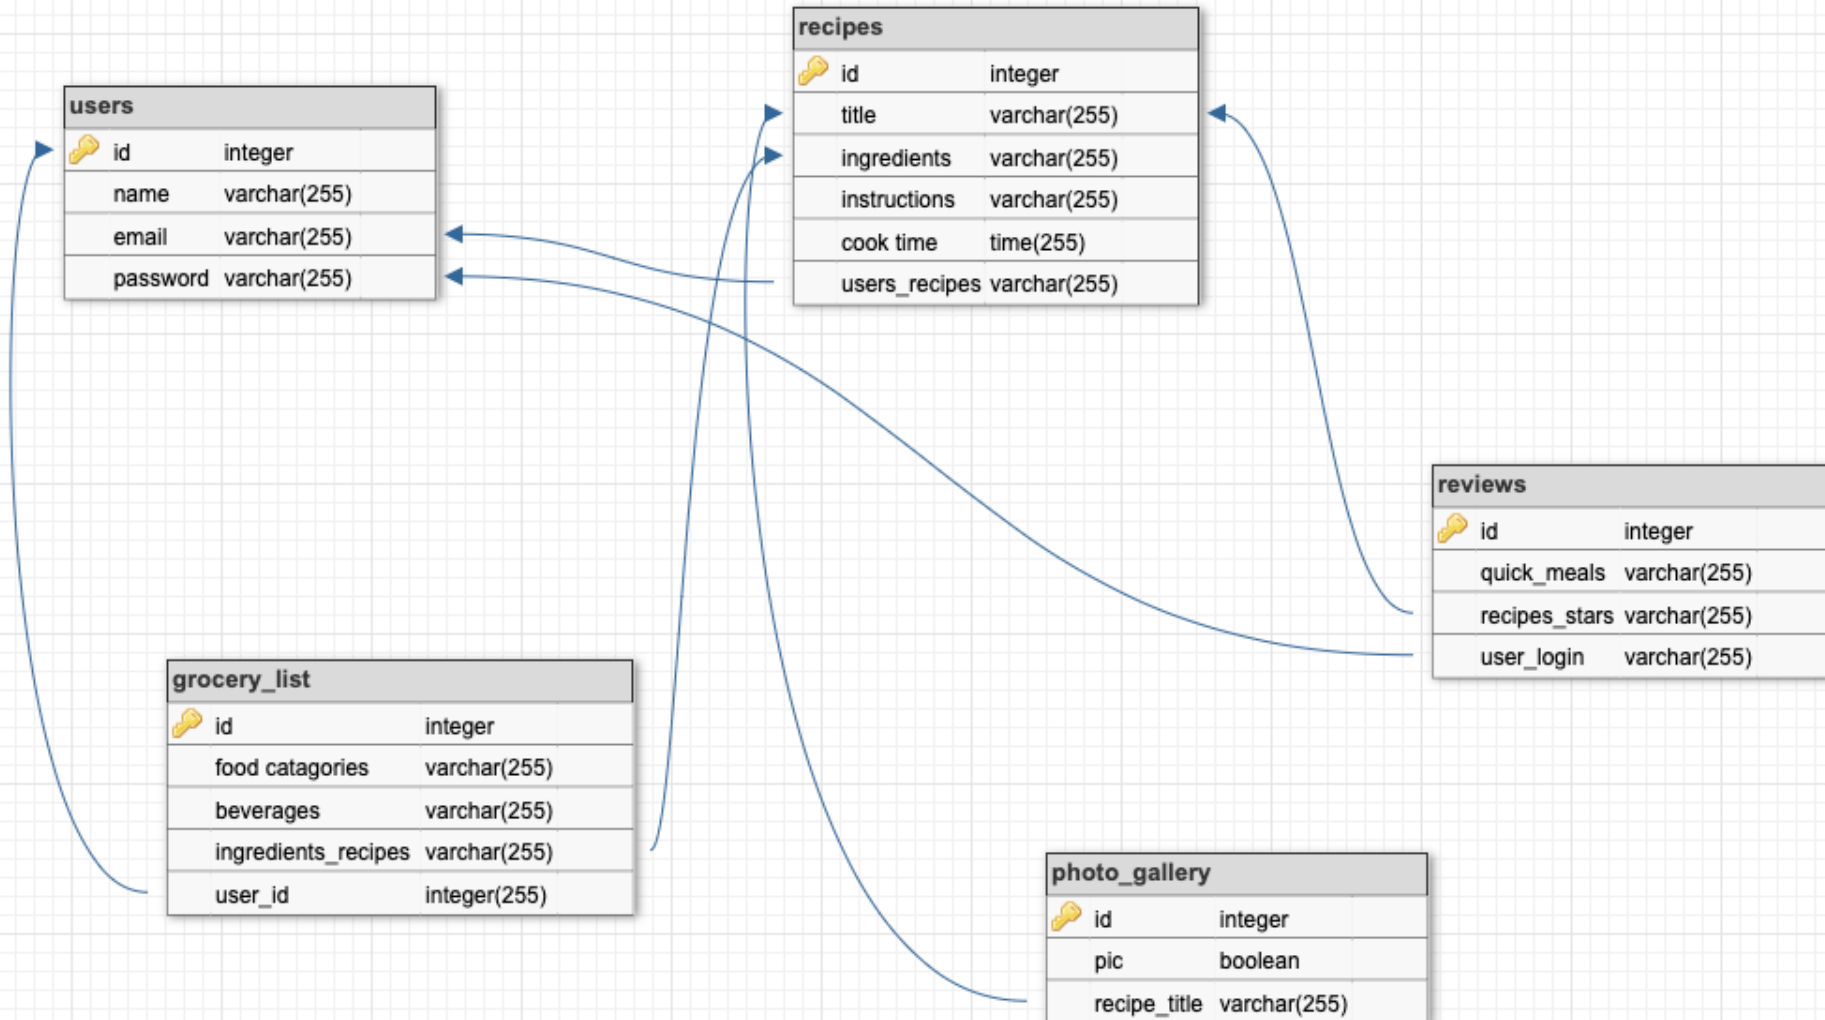 recipes
id integer
title varchar(255)
ingredients varchar(255)
instructions varchar(255)
cook time time(255)
users_recipes varchar(255)
users
id integer
name varchar(255)
email varchar(255)
password varchar(255)
reviews
id integer
quick_meals varchar(255)
recipes_stars varchar(255)
user_login varchar(255)
grocery_list
id integer
food catagories varchar(255)
beverages varchar(255)
ingredients_recipes varchar(255)
user_id integer(255)
photo_gallery
id integer
pic boolean
recipe_title varchar(255)